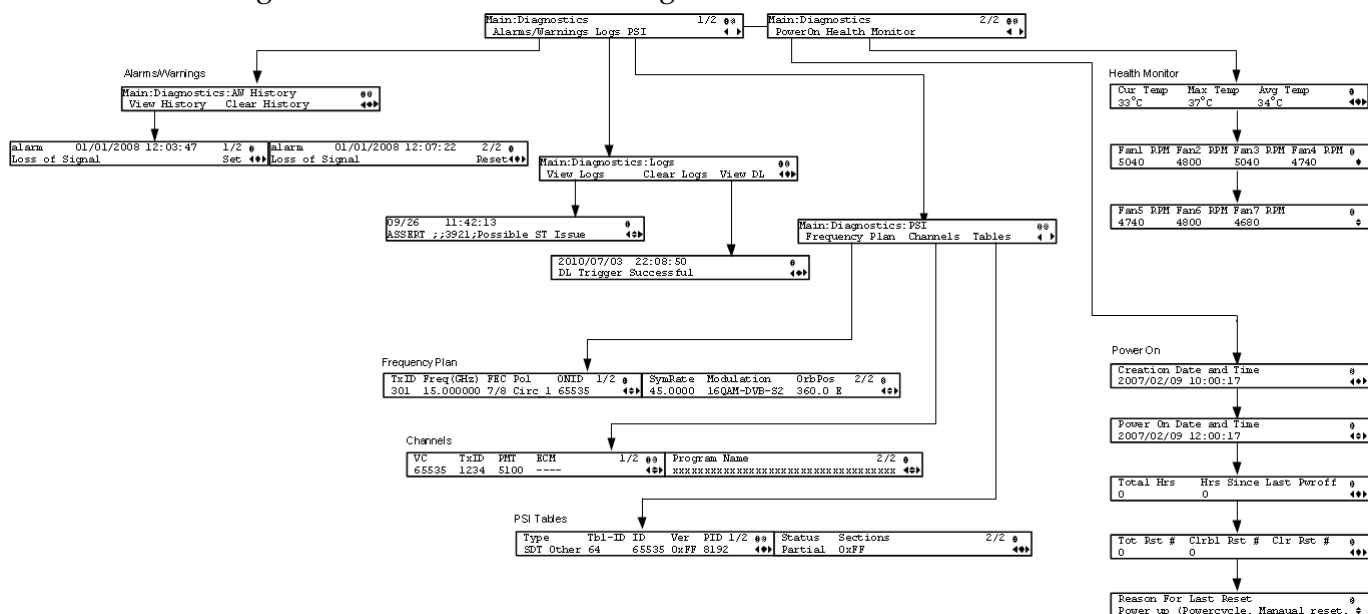 Main:Diagnostics 1/2
Alarms/Warnings Logs PSI
Main:Diagnostics 2/2
PowerOn Health Monitor
Alarms/Warnings
Main:Diagnostics:AW History
View History Clear History
alarm 01/01/2008 12:03:47 1/2
Loss of Signal Set
alarm 01/01/2008 12:07:22 2/2
Loss of Signal Reset
Main:Diagnostics:Logs
View Logs Clear Logs View DL
09/26 11:42:13
ASSERT ;;3921;Possible ST Issue
2010/07/03 22:08:50
DL Trigger Successful
Main:Diagnostics:PSI
Frequency Plan Channels Tables
Frequency Plan
TxID Freq(GHz) FEC Pol ONID 1/2
301 15.000000 7/8 Circ l 65535
SymRate Modulation OrbPos 2/2
45.0000 16QAM-DVB-S2 360.0 E
Channels
VC TxID PMT ECM 1/2
65535 1234 5100 ----
Program Name 2/2
xxxxxxxxxxxxxxxxxxxxxxxxxxxxxxxxxxx
PSI Tables
Type Tbl-ID ID Ver PID 1/2
SDT Other 64 65535 0xFF 8192
Status Sections 2/2
Partial 0xFF
Health Monitor
Cur Temp Max Temp Avg Temp
33°C 37°C 34°C
Fan1 RPM Fan2 RPM Fan3 RPM Fan4 RPM
5040 4800 5040 4740
Fan5 RPM Fan6 RPM Fan7 RPM
4740 4800 4680
Power On
Creation Date and Time
2007/02/09 10:00:17
Power On Date and Time
2007/02/09 12:00:17
Total Hrs Hrs Since Last Pwroff
0 0
Tot Rst # Clrbl Rst # Clr Rst #
0 0
Reason For Last Reset
Power up (Powercycle, Manaual reset,